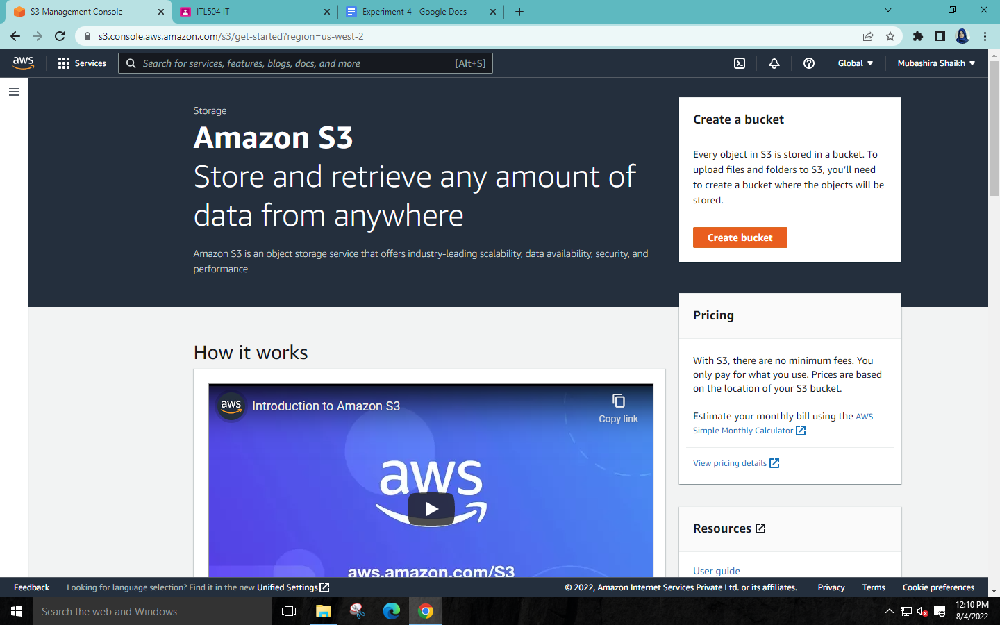 S3 Management Console
ITL504 IT
Experiment-4 - Google Docs
s3.console.aws.amazon.com/s3/get-started?region=us-west-2
aws
Services
Search for services, features, blogs, docs, and more
[Alt+S]
Global
Mubashira Shaikh
Storage
Amazon S3
Store and retrieve any amount of
data from anywhere
Amazon S3 is an object storage service that offers industry-leading scalability, data availability, security, and
performance.
Create a bucket
Every object in S3 is stored in a bucket. To
upload files and folders to S3, you'll need
to create a bucket where the objects will be
stored.
Create bucket
How it works
aws
Introduction to Amazon S3
Copy link
aws
aws.amazon.com/S3
Pricing
With S3, there are no minimum fees. You
only pay for what you use. Prices are based
on the location of your S3 bucket.
Estimate your monthly bill using the AWS
Simple Monthly Calculator
View pricing details
Resources
User guide
Feedback
Looking for language selection? Find it in the new Unified Settings
© 2022, Amazon Internet Services Private Ltd. or its affiliates.
Privacy
Terms
Cookie preferences
Search the web and Windows
12:10 PM
8/4/2022